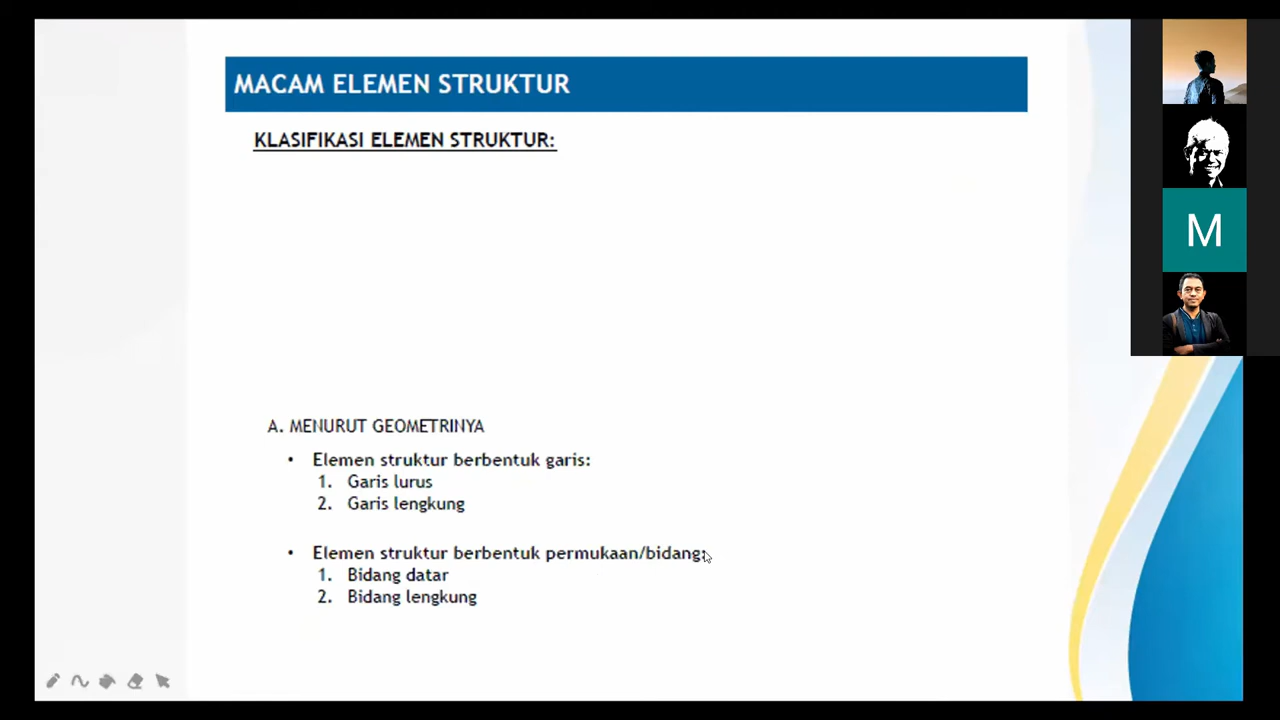 MACAM ELEMEN STRUKTUR
KLASIFIKASI ELEMEN STRUKTUR:
A. MENURUT GEOMETRINYA
• Elemen struktur berbentuk garis:
1. Garis lurus
2. Garis lengkung
• Elemen struktur berbentuk permukaan/bidang:
1. Bidang datar
2. Bidang lengkung
M